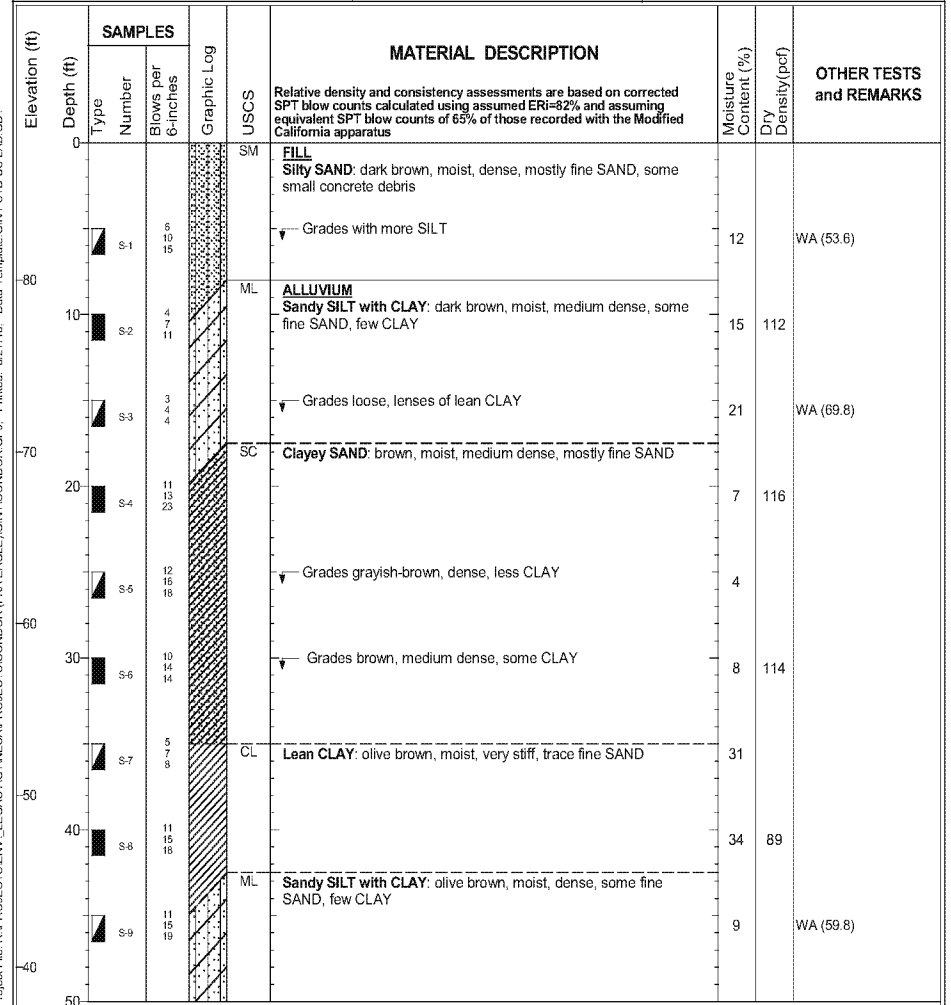 SAMPLES
Elevation (ft)
Depth (ft)
Type
Number
Blows per
6-inches
Graphic Log
USCS
MATERIAL DESCRIPTION
Relative density and consistency assessments are based on corrected
SPT blow counts calculated using assumed ERi=82% and assuming
equivalent SPT blow counts of 65% of those recorded with the Modified
California apparatus
Moisture
Content (%)
Dry
Density(pcf)
OTHER TESTS
and REMARKS
0
SM
FILL
Silty SAND: dark brown, moist, dense, mostly fine SAND, some
small concrete debris
S-1
6
10
15
Grades with more SILT
12
WA (53.6)
80
ML
ALLUVIUM
Sandy SILT with CLAY: dark brown, moist, medium dense, some
fine SAND, few CLAY
10
S-2
4
7
11
15
112
S-3
3
4
4
Grades loose, lenses of lean CLAY
21
WA (69.8)
70
SC
Clayey SAND: brown, moist, medium dense, mostly fine SAND
20
S-4
11
13
23
7
116
S-5
12
16
18
Grades grayish-brown, dense, less CLAY
4
60
30
S-6
10
14
14
Grades brown, medium dense, some CLAY
8
114
S-7
5
7
8
CL
Lean CLAY: olive brown, moist, very stiff, trace fine SAND
31
50
40
S-8
11
15
18
34
89
ML
Sandy SILT with CLAY: olive brown, moist, dense, some fine
SAND, few CLAY
S-9
11
15
19
9
WA (59.8)
40
50